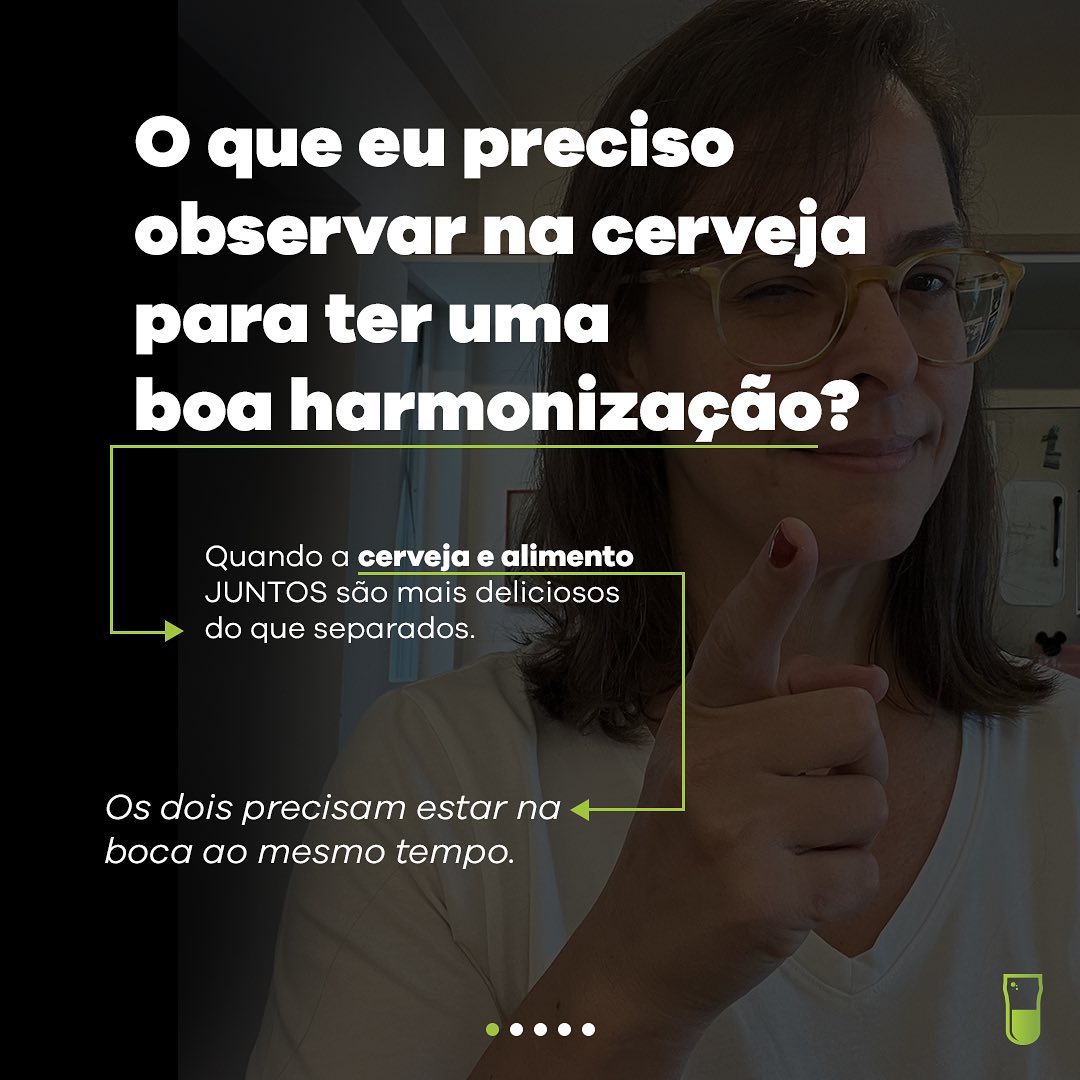 O que eu preciso
observar na cerveja
para ter uma
boa harmonização?
Quando a cerveja e alimento
JUNTOS são mais deliciosos
do que separados.
Os dois precisam estar na
boca ao mesmo tempo.